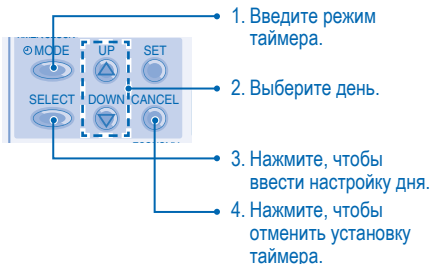 1. Введите режим
таймера.
MODE UP SET
2. Выберите день.
SELECT DOWN CANCEL
3. Нажмите, чтобы
ввести настройку дня.
4. Нажмите, чтобы
отменить установку
таймера.